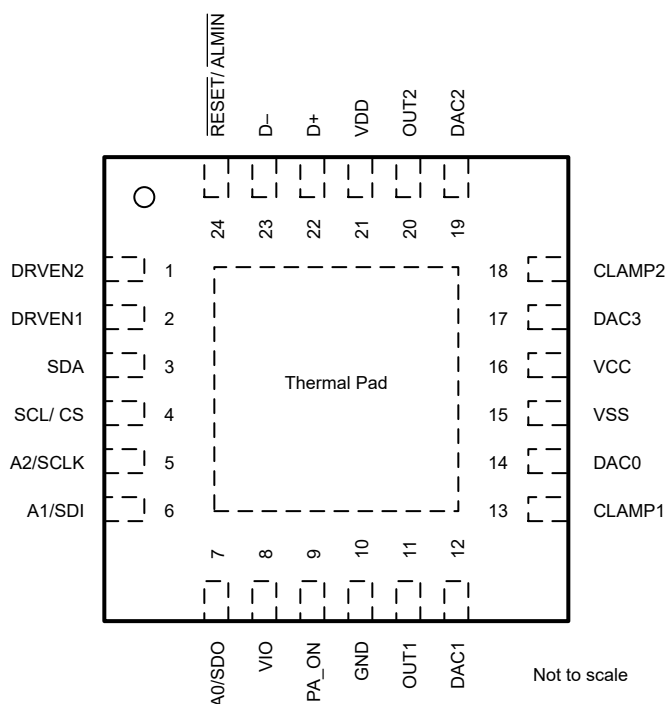 RESET/ ALMIN
D–
D+
VDD
OUT2
DAC2
24
23
22
21
20
19
DRVEN2 1
DRVEN1 2
SDA 3
SCL/ CS 4
A2/SCLK 5
A1/SDI 6
Thermal Pad
18 CLAMP2
17 DAC3
16 VCC
15 VSS
14 DAC0
13 CLAMP1
7
8
9
10
11
12
A0/SDO
VIO
PA_ON
GND
OUT1
DAC1
Not to scale